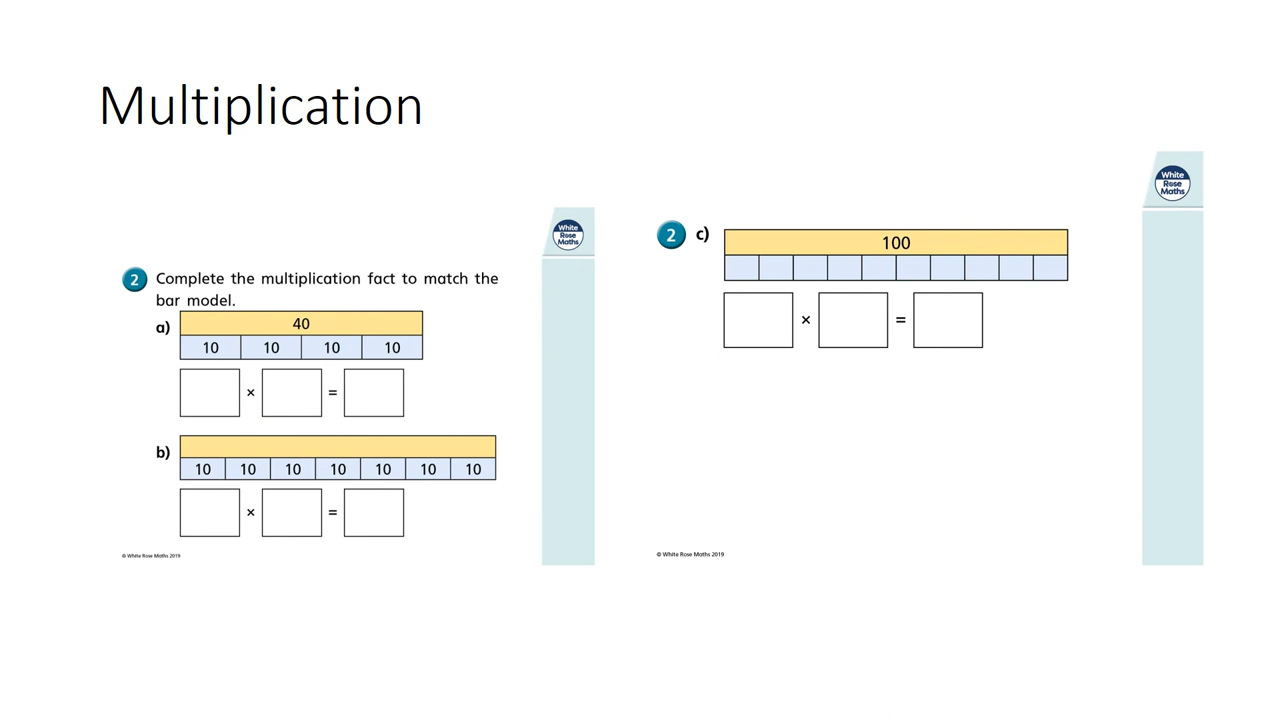 Multiplication
White
Rose
Maths
2 Complete the multiplication fact to match the
bar model.
a) 40
10 10 10 10
× =
b)
10 10 10 10 10 10 10
× =
© White Rose Maths 2019
White
Rose
Maths
2 c) 100
× =
© White Rose Maths 2019